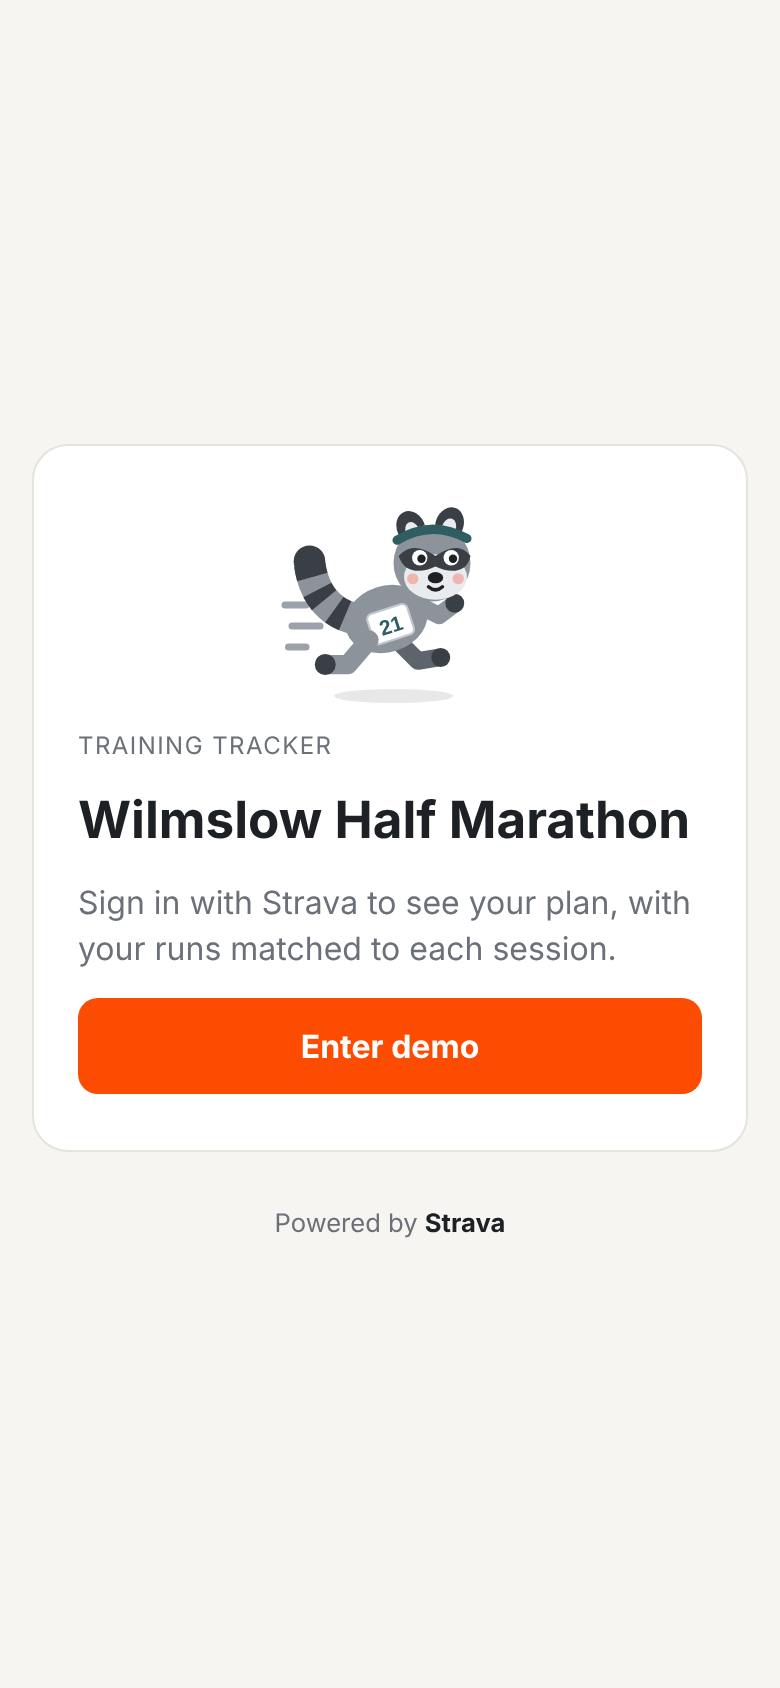 21
TRAINING TRACKER
Wilmslow Half Marathon
Sign in with Strava to see your plan, with
your runs matched to each session.
Enter demo
Powered by Strava